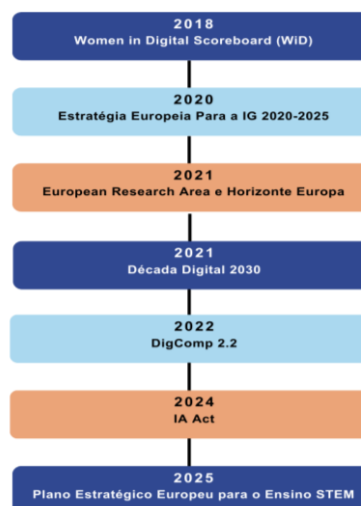 2018
Women in Digital Scoreboard (WiD)
2020
Estratégia Europeia Para a IG 2020-2025
2021
European Research Area e Horizonte Europa
2021
Década Digital 2030
2022
DigComp 2.2
2024
IA Act
2025
Plano Estratégico Europeu para o Ensino STEM